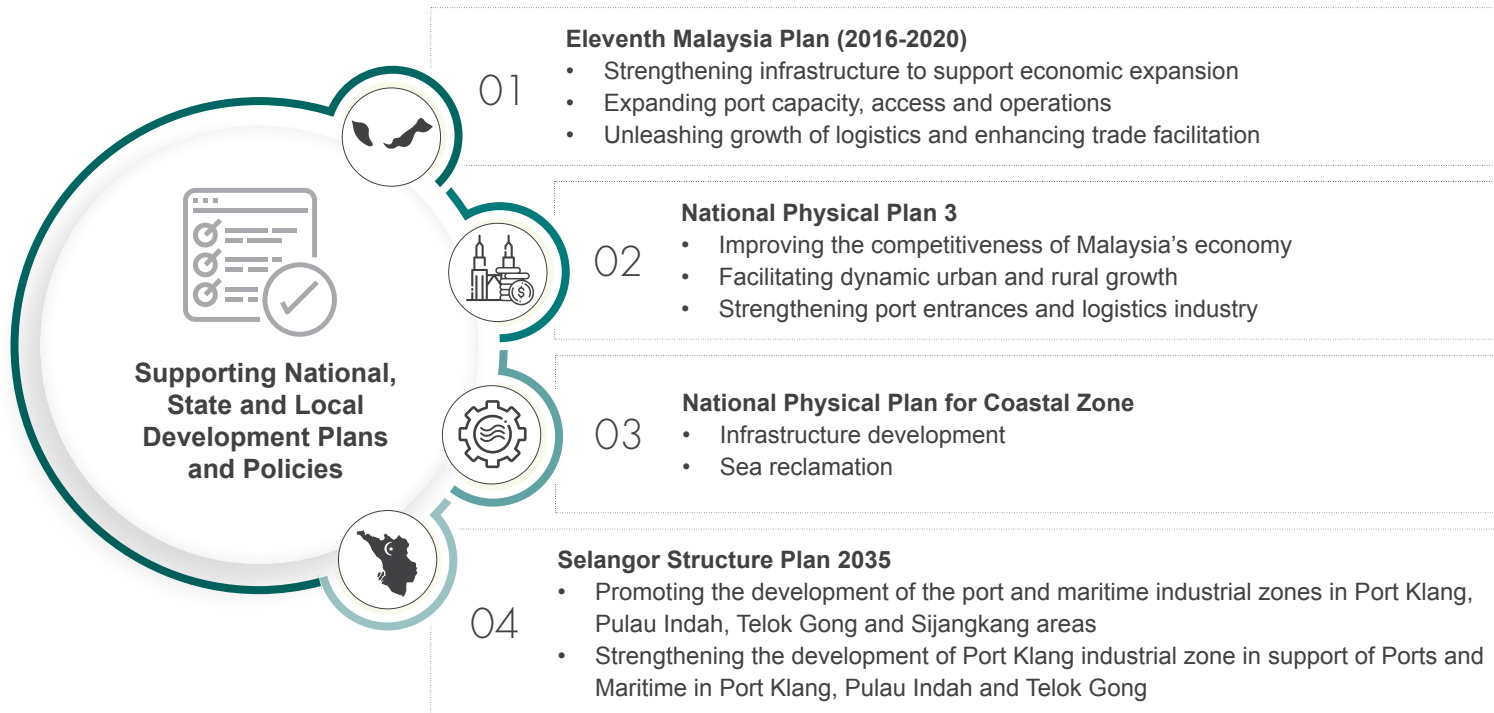 Supporting National,
State and Local
Development Plans
and Policies
01
Eleventh Malaysia Plan (2016-2020)
• Strengthening infrastructure to support economic expansion
• Expanding port capacity, access and operations
• Unleashing growth of logistics and enhancing trade facilitation
02
National Physical Plan 3
• Improving the competitiveness of Malaysia’s economy
• Facilitating dynamic urban and rural growth
• Strengthening port entrances and logistics industry
03
National Physical Plan for Coastal Zone
• Infrastructure development
• Sea reclamation
04
Selangor Structure Plan 2035
• Promoting the development of the port and maritime industrial zones in Port Klang,
Pulau Indah, Telok Gong and Sijangkang areas
• Strengthening the development of Port Klang industrial zone in support of Ports and
Maritime in Port Klang, Pulau Indah and Telok Gong